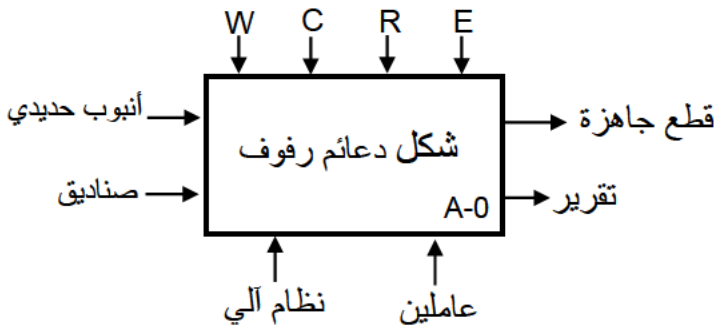 W C R E
أنبوب حديدي
شكل دعائم رفوف
قطع جاهزة
صناديق
A-0
تقرير
نظام آلي
عاملين